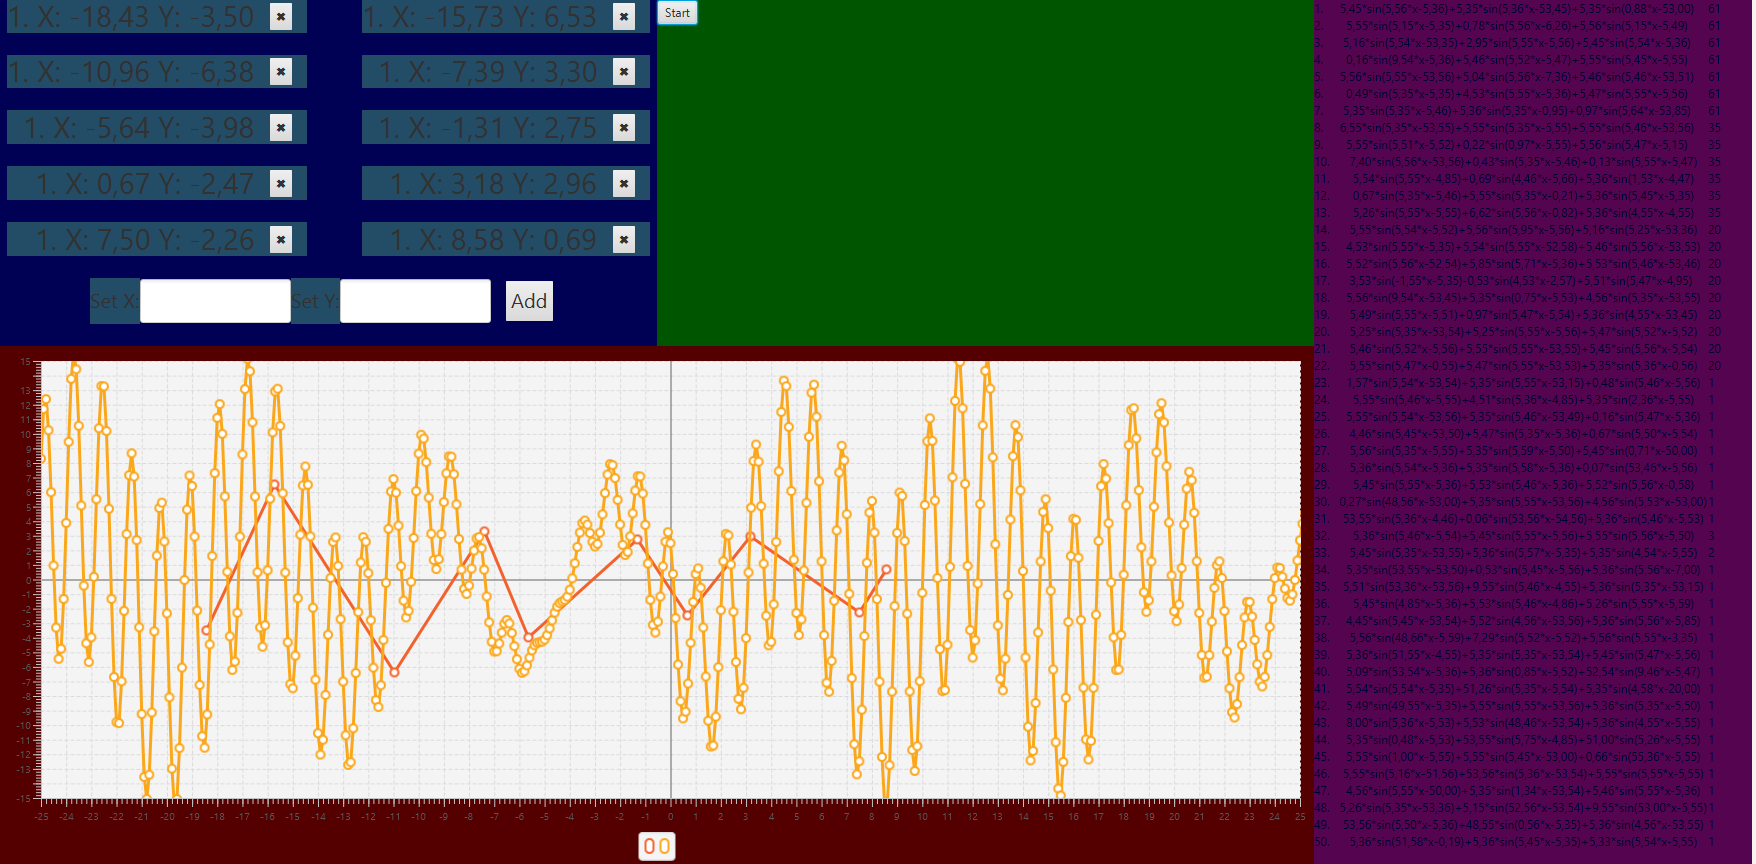 1. X: -18,43 Y: -3,50 ✖ 1. X: -15,73 Y: 6,53 ✖
1. X: -10,96 Y: -6,38 ✖ 1. X: -7,39 Y: 3,30 ✖
1. X: -5,64 Y: -3,98 ✖ 1. X: -1,31 Y: 2,75 ✖
1. X: 0,67 Y: -2,47 ✖ 1. X: 3,18 Y: 2,96 ✖
1. X: 7,50 Y: -2,26 ✖ 1. X: 8,58 Y: 0,69 ✖
Set X: Set Y: Add
Start
15
13
12
11
10
9
8
7
6
5
4
3
2
1
0
-1
-2
-3
-4
-5
-6
-7
-8
-9
-10
-11
-12
-13
-15
-25 -24 -23 -22 -21 -20 -19 -18 -17 -16 -15 -14 -13 -12 -11 -10 -9 -8 -7 -6 -5 -4 -3 -2 -1 0 1 2 3 4 5 6 7 8 9 10 11 12 13 14 15 16 17 18 19 20 21 22 23 24 25
0 0
1. 5,45*sin(5,56*x-5,36)+5,35*sin(5,36*x-53,45)+5,35*sin(0,88*x-53,00) 61
2. 5,55*sin(5,15*x-5,35)+0,78*sin(5,56*x-6,26)+5,56*sin(5,15*x-5,49) 61
3. 5,16*sin(5,54*x-53,35)+2,95*sin(5,55*x-5,56)+5,45*sin(5,54*x-5,36) 61
4. 0,16*sin(9,54*x-5,36)+5,46*sin(5,52*x-5,47)+5,55*sin(5,45*x-5,55) 61
5. 5,56*sin(5,55*x-53,56)+5,04*sin(5,56*x-7,36)+5,46*sin(5,46*x-53,51) 61
6. 0,49*sin(5,35*x-5,35)+4,53*sin(5,55*x-5,36)+5,47*sin(5,55*x-5,56) 61
7. 5,35*sin(5,35*x-5,46)+5,36*sin(5,35*x-0,95)+0,97*sin(5,64*x-53,85) 61
8. 6,55*sin(5,35*x-53,55)+5,55*sin(5,35*x-5,55)+5,55*sin(5,46*x-53,56) 35
9. 5,55*sin(5,51*x-5,52)+0,22*sin(0,97*x-5,55)+5,56*sin(5,47*x-5,15) 35
10. 7,40*sin(5,56*x-53,56)+0,43*sin(5,35*x-5,46)+0,13*sin(5,55*x-5,47) 35
11. 5,54*sin(5,55*x-4,85)+0,69*sin(4,46*x-5,66)+5,36*sin(1,53*x-4,47) 35
12. 0,67*sin(5,35*x-5,46)+5,55*sin(5,35*x-0,21)+5,36*sin(5,45*x-5,35) 35
13. 5,26*sin(5,55*x-5,55)+6,62*sin(5,56*x-0,82)+5,36*sin(4,55*x-4,55) 35
14. 5,55*sin(5,54*x-5,52)+5,56*sin(5,95*x-5,56)+5,16*sin(5,25*x-53,36) 20
15. 4,53*sin(5,55*x-5,35)+5,54*sin(5,55*x-52,58)+5,46*sin(5,56*x-53,53) 20
16. 5,52*sin(5,56*x-52,54)+5,85*sin(5,71*x-5,36)+5,53*sin(5,46*x-53,46) 20
17. 3,53*sin(-1,55*x-5,35)-0,53*sin(4,53*x-2,57)+5,51*sin(5,47*x-4,95) 20
18. 5,56*sin(9,54*x-53,45)+5,35*sin(0,75*x-5,53)+4,56*sin(5,35*x-53,55) 20
19. 5,49*sin(5,55*x-5,51)+0,97*sin(5,47*x-5,54)+5,36*sin(4,55*x-53,45) 20
20. 5,25*sin(5,35*x-53,54)+5,25*sin(5,55*x-5,56)+5,47*sin(5,52*x-5,52) 20
21. 5,46*sin(5,52*x-5,56)+5,55*sin(5,55*x-53,55)+5,45*sin(5,56*x-5,54) 20
22. 5,55*sin(5,47*x-0,55)+5,47*sin(5,55*x-53,53)+5,35*sin(5,36*x-0,56) 20
23. 1,57*sin(5,54*x-53,54)+5,35*sin(5,55*x-53,15)+0,48*sin(5,46*x-5,56) 1
24. 5,55*sin(5,46*x-5,55)+4,51*sin(5,36*x-4,85)+5,35*sin(2,36*x-5,55) 1
25. 5,55*sin(5,54*x-53,56)+5,35*sin(5,46*x-53,49)+0,16*sin(5,47*x-5,36) 1
26. 4,46*sin(5,45*x-53,50)+5,47*sin(5,35*x-5,36)+0,67*sin(5,50*x-5,54) 1
27. 5,56*sin(5,35*x-5,55)+5,35*sin(5,59*x-5,50)+5,45*sin(0,71*x-50,00) 1
28. 5,36*sin(5,54*x-5,36)+5,35*sin(5,58*x-5,36)+0,07*sin(53,46*x-5,56) 1
29. 5,45*sin(5,55*x-5,36)+5,53*sin(5,46*x-5,36)+5,52*sin(5,56*x-0,58) 1
30. 0,27*sin(48,56*x-53,00)+5,35*sin(5,55*x-53,56)+4,56*sin(5,53*x-53,00) 1
31. 53,55*sin(5,36*x-4,46)+0,06*sin(53,56*x-54,56)+5,36*sin(5,46*x-5,53) 1
32. 5,36*sin(5,46*x-5,54)+5,45*sin(5,56*x-5,55)+5,56*sin(5,55*x-5,50) 3
33. 5,45*sin(5,35*x-53,55)+5,36*sin(5,57*x-5,35)+5,35*sin(4,54*x-5,55) 2
34. 5,35*sin(53,55*x-53,50)+0,53*sin(5,45*x-5,56)+5,36*sin(5,56*x-7,00) 1
35. 5,51*sin(53,36*x-53,56)+9,55*sin(5,46*x-4,55)+5,36*sin(5,35*x-53,15) 1
36. 5,45*sin(4,85*x-5,36)+5,53*sin(5,46*x-4,86)+5,26*sin(5,55*x-5,59) 1
37. 4,45*sin(5,45*x-53,54)+5,52*sin(4,56*x-53,56)+5,36*sin(5,56*x-5,85) 1
38. 5,56*sin(48,66*x-5,59)+7,29*sin(5,52*x-5,52)+5,56*sin(5,55*x-3,35) 1
39. 5,36*sin(51,55*x-4,55)+5,35*sin(5,35*x-53,54)+5,45*sin(5,47*x-5,56) 1
40. 5,09*sin(53,54*x-5,36)+5,36*sin(0,85*x-5,52)+52,54*sin(9,46*x-5,47) 1
41. 5,54*sin(5,54*x-5,35)+51,26*sin(5,35*x-5,54)+5,35*sin(4,58*x-20,00) 1
42. 5,49*sin(49,55*x-5,35)+5,55*sin(5,55*x-53,56)+5,36*sin(5,35*x-5,50) 1
43. 8,00*sin(5,36*x-5,33)+5,53*sin(48,46*x-53,54)+5,36*sin(4,55*x-5,55) 1
44. 5,35*sin(0,48*x-5,53)+53,55*sin(5,75*x-4,85)+51,00*sin(5,26*x-5,55) 1
45. 5,55*sin(1,00*x-5,55)+5,55*sin(5,45*x-53,00)+0,66*sin(55,36*x-5,55) 1
46. 5,55*sin(5,16*x-51,56)+53,56*sin(5,36*x-53,54)+5,55*sin(5,55*x-5,55) 1
47. 4,56*sin(5,55*x-50,00)+5,35*sin(1,34*x-53,54)+5,46*sin(5,55*x-5,36) 1
48. 5,26*sin(5,35*x-53,36)+5,15*sin(52,56*x-53,54)+9,55*sin(53,00*x-5,55) 1
49. 53,56*sin(5,50*x-5,36)+48,55*sin(0,56*x-5,35)+5,36*sin(4,56*x-53,55) 1
50. 5,36*sin(51,58*x-0,19)+5,36*sin(5,45*x-5,35)+5,33*sin(5,54*x-5,55) 1